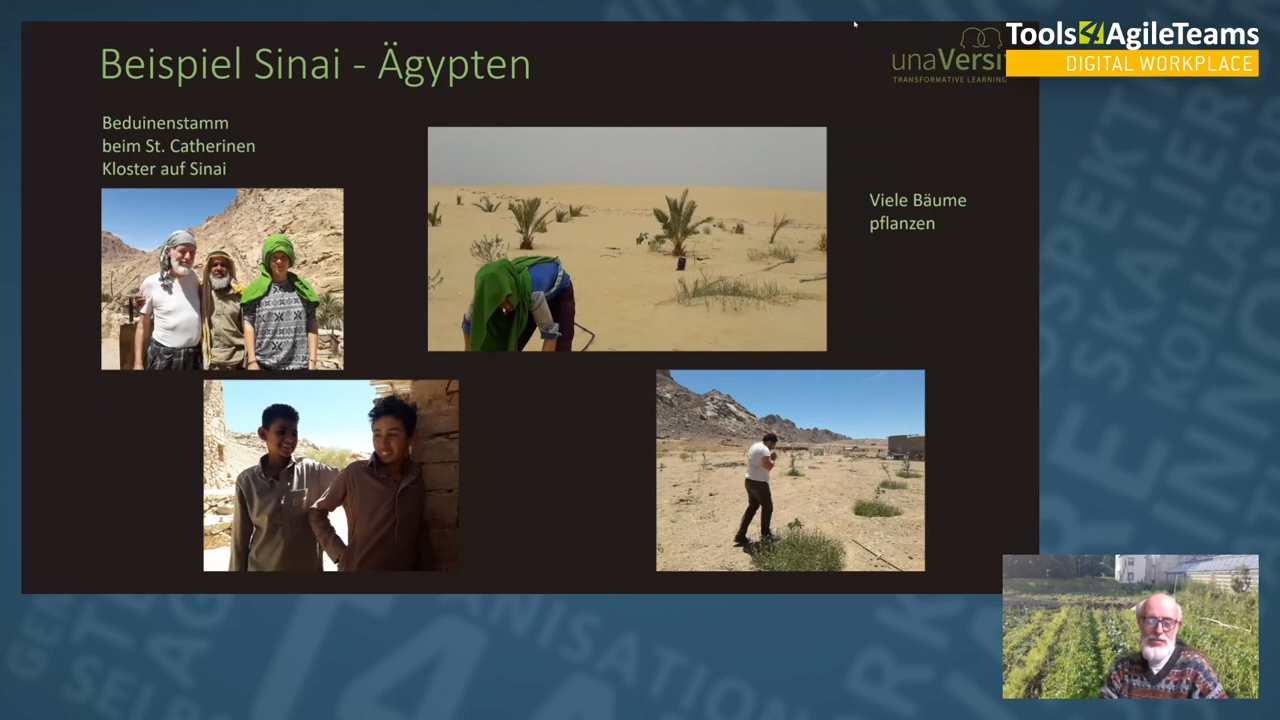 Beispiel Sinai - Ägypten
unaVersi
TRANSFORMATIVE LEARNING
Tools4AgileTeams
DIGITAL WORKPLACE
Beduinenstamm
beim St. Catherinen
Kloster auf Sinai
Viele Bäume
pflanzen